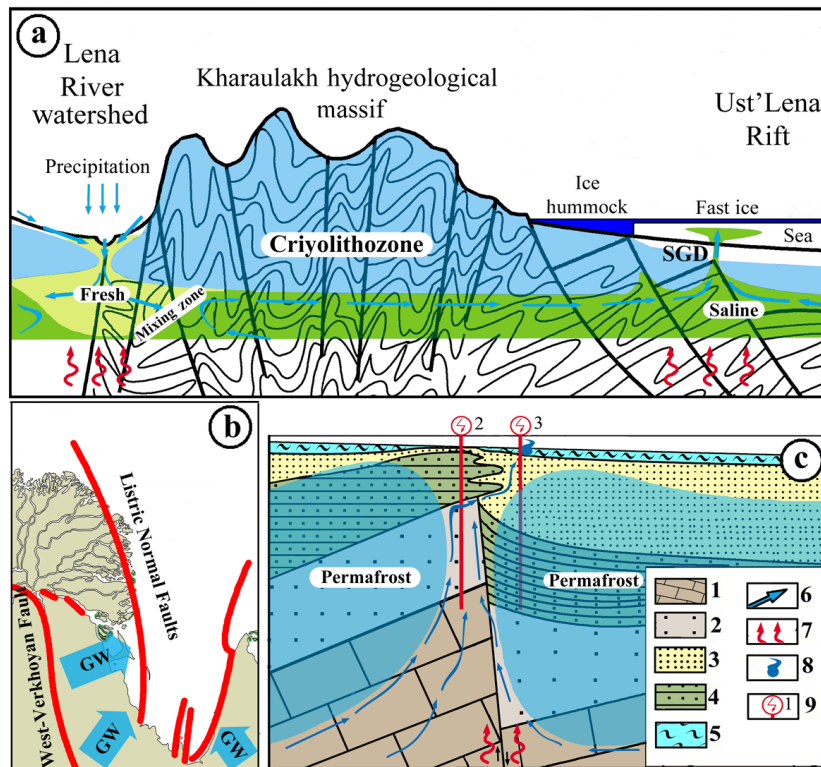 a
Lena
River
watershed
Kharaulakh hydrogeological
massif
Ust'Lena
Rift
Precipitation
Ice
hummock
Fast ice
Sea
Criyolithozone
SGD
Fresh
Mixing zone
Saline
b
Listric Normal Faults
West-Verkhoyan Fault
GW
GW
GW
c
2
3
Permafrost
Permafrost
1
2
3
4
5
6
7
8
1
9